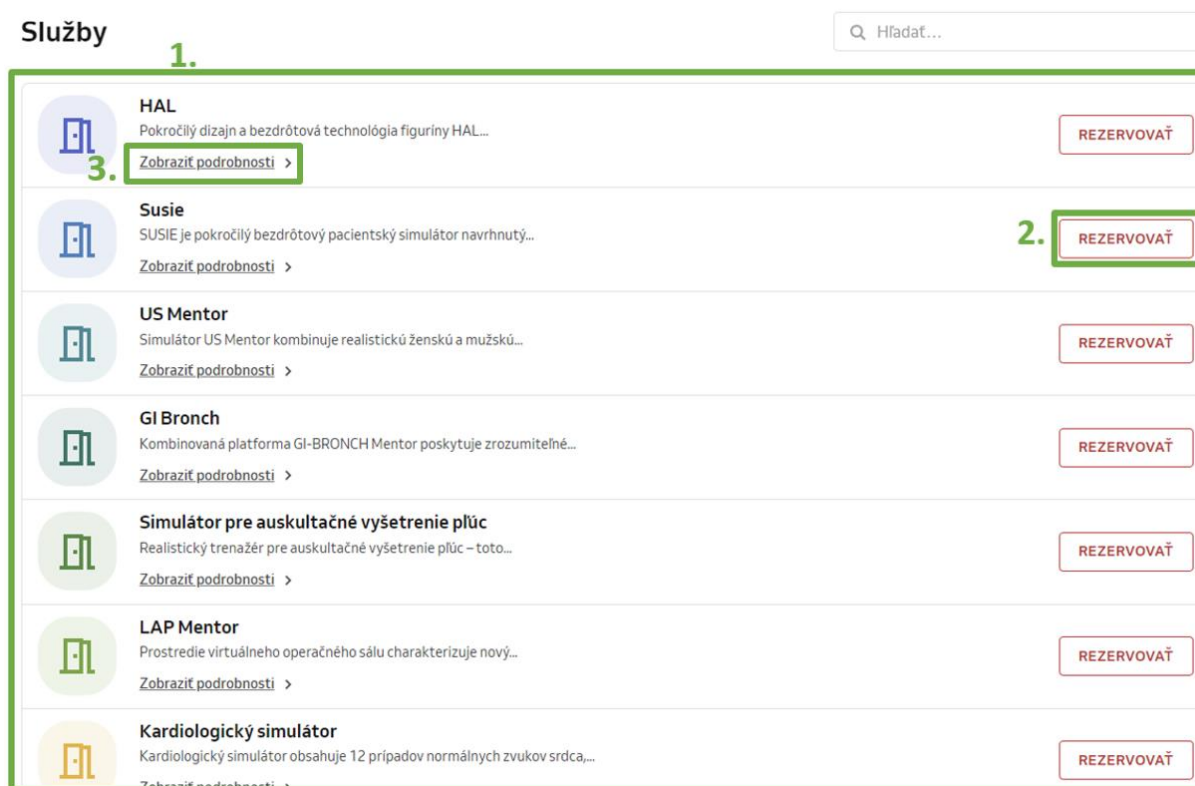 Služby
Hľadať...
1.
HAL
Pokročilý dizajn a bezdrôtová technológia figuríny HAL...
REZERVOVAŤ
3.
Zobraziť podrobnosti
Susie
SUSIE je pokročilý bezdrôtový pacientský simulátor navrhnutý...
2.
REZERVOVAŤ
Zobraziť podrobnosti
US Mentor
Simulátor US Mentor kombinuje realistickú ženskú a mužskú...
REZERVOVAŤ
Zobraziť podrobnosti
GI Bronch
Kombinovaná platforma GI-BRONCH Mentor poskytuje zrozumiteľné...
REZERVOVAŤ
Zobraziť podrobnosti
Simulátor pre auskultačné vyšetrenie pľúc
Realistický trenažér pre auskultačné vyšetrenie pľúc – toto...
REZERVOVAŤ
Zobraziť podrobnosti
LAP Mentor
Prostredie virtuálneho operačného sálu charakterizuje nový...
REZERVOVAŤ
Zobraziť podrobnosti
Kardiologický simulátor
Kardiologický simulátor obsahuje 12 prípadov normálnych zvukov srdca,...
REZERVOVAŤ
Zobraziť podrobnosti